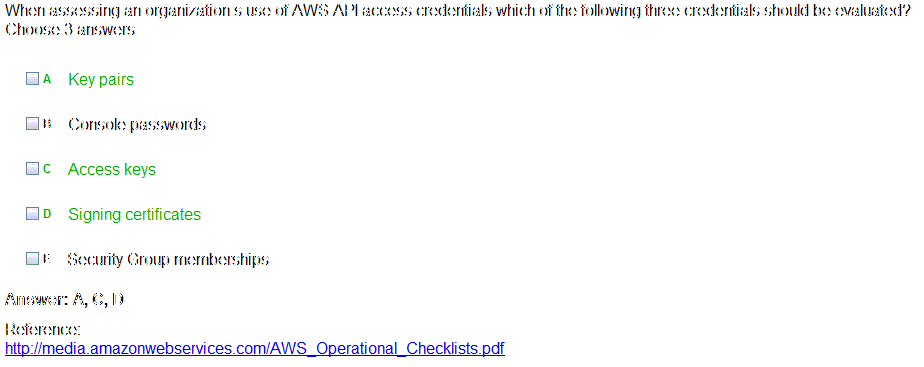 When assessing an organization s use of AWS API access credentials which of the following three credentials should be evaluated?
Choose 3 answers
A Key pairs
B Console passwords
C Access keys
D Signing certificates
E Security Group memberships
Answer: A, C, D
Reference:
http://media.amazonwebservices.com/AWS_Operational_Checklists.pdf